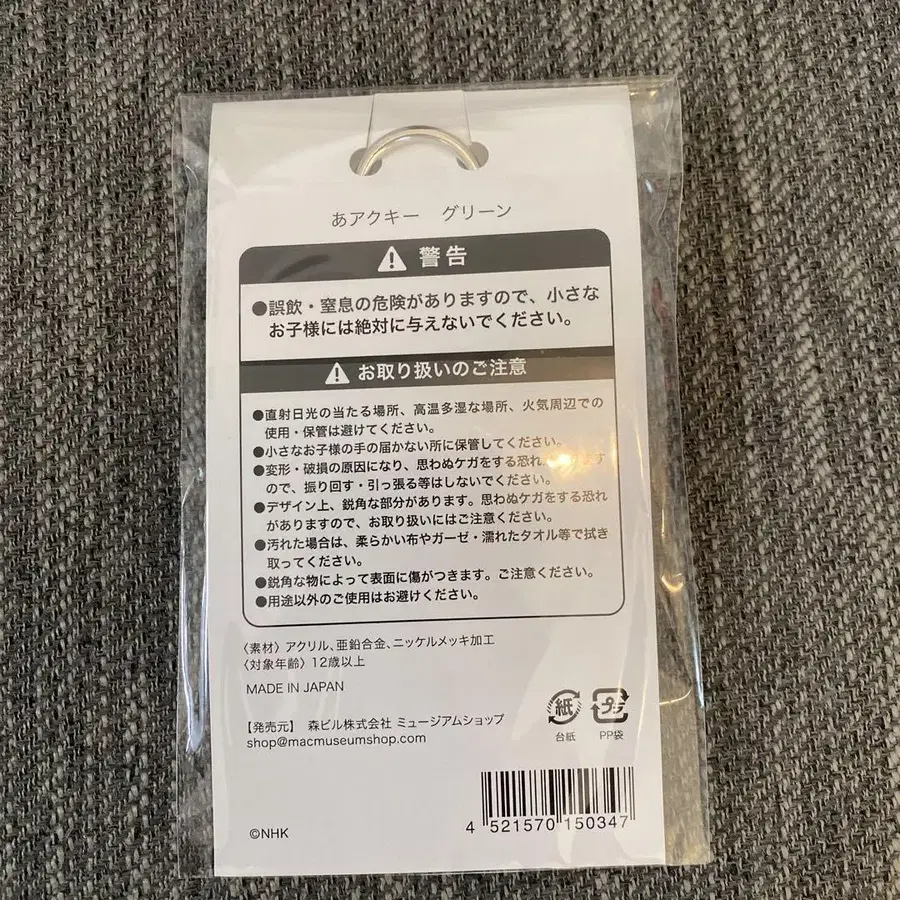 あアクキー　グリーン
警告
●誤飲・窒息の危険がありますので、小さな
お子様には絶対に与えないでください。
お取り扱いのご注意
●直射日光の当たる場所、高温多湿な場所、火気周辺での
使用・保管は避けてください。
●小さなお子様の手の届かない所に保管してください。
●変形・破損の原因になり、思わぬケガをする恐れ
ので、振り回す・引っ張る等はしないでください。
●デザイン上、鋭角な部分があります。思わぬケガをする恐れ
がありますので、お取り扱いにはご注意ください。
●汚れた場合は、柔らかい布やガーゼ・濡れたタオル等で拭き
取ってください。
●鋭角な物によって表面に傷がつきます。ご注意ください。
●用途以外のご使用はお避けください。
〈素材〉アクリル、亜鉛合金、ニッケルメッキ加工
〈対象年齢〉12歳以上
MADE IN JAPAN
紙 プラ
台紙 PP袋
【発売元】 森ビル株式会社 ミュージアムショップ
shop@macmuseumshop.com
©NHK
4 521570 150347